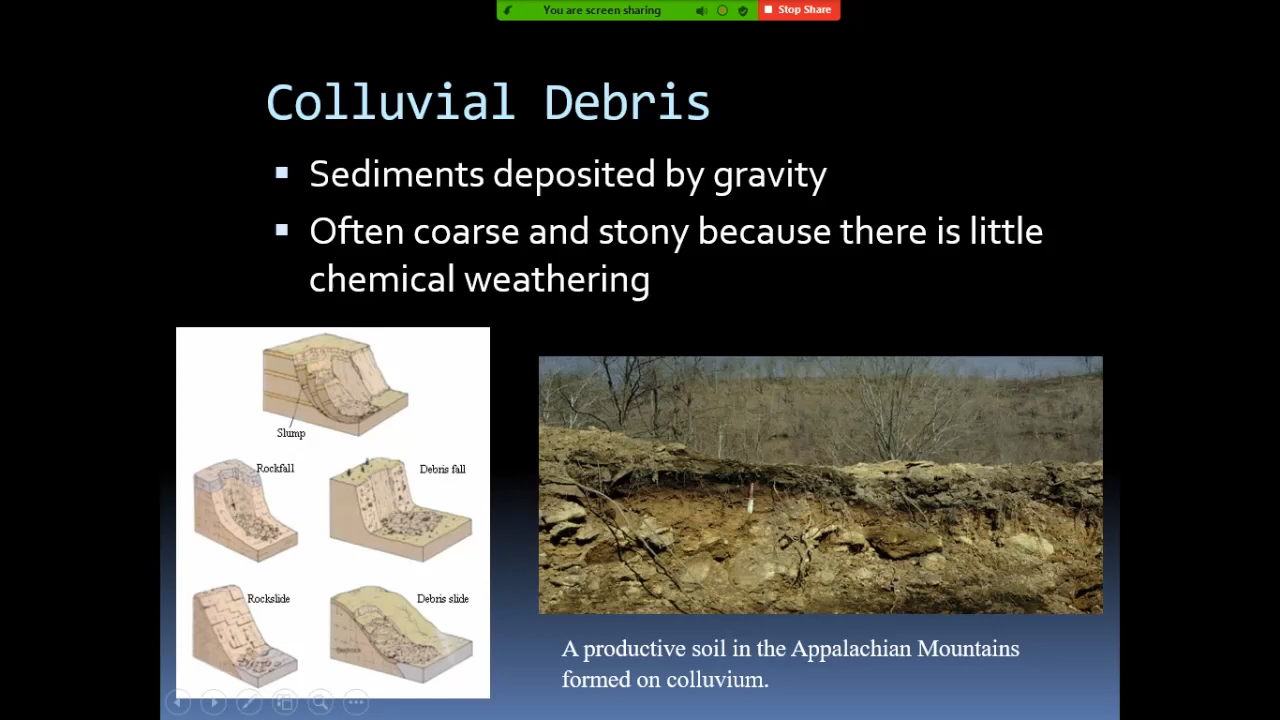 You are screen sharing
Stop Share
Colluvial Debris
Sediments deposited by gravity
Often coarse and stony because there is little
chemical weathering
Slump
Rockfall
Debris fall
Rockslide
Debris slide
A productive soil in the Appalachian Mountains
formed on colluvium.